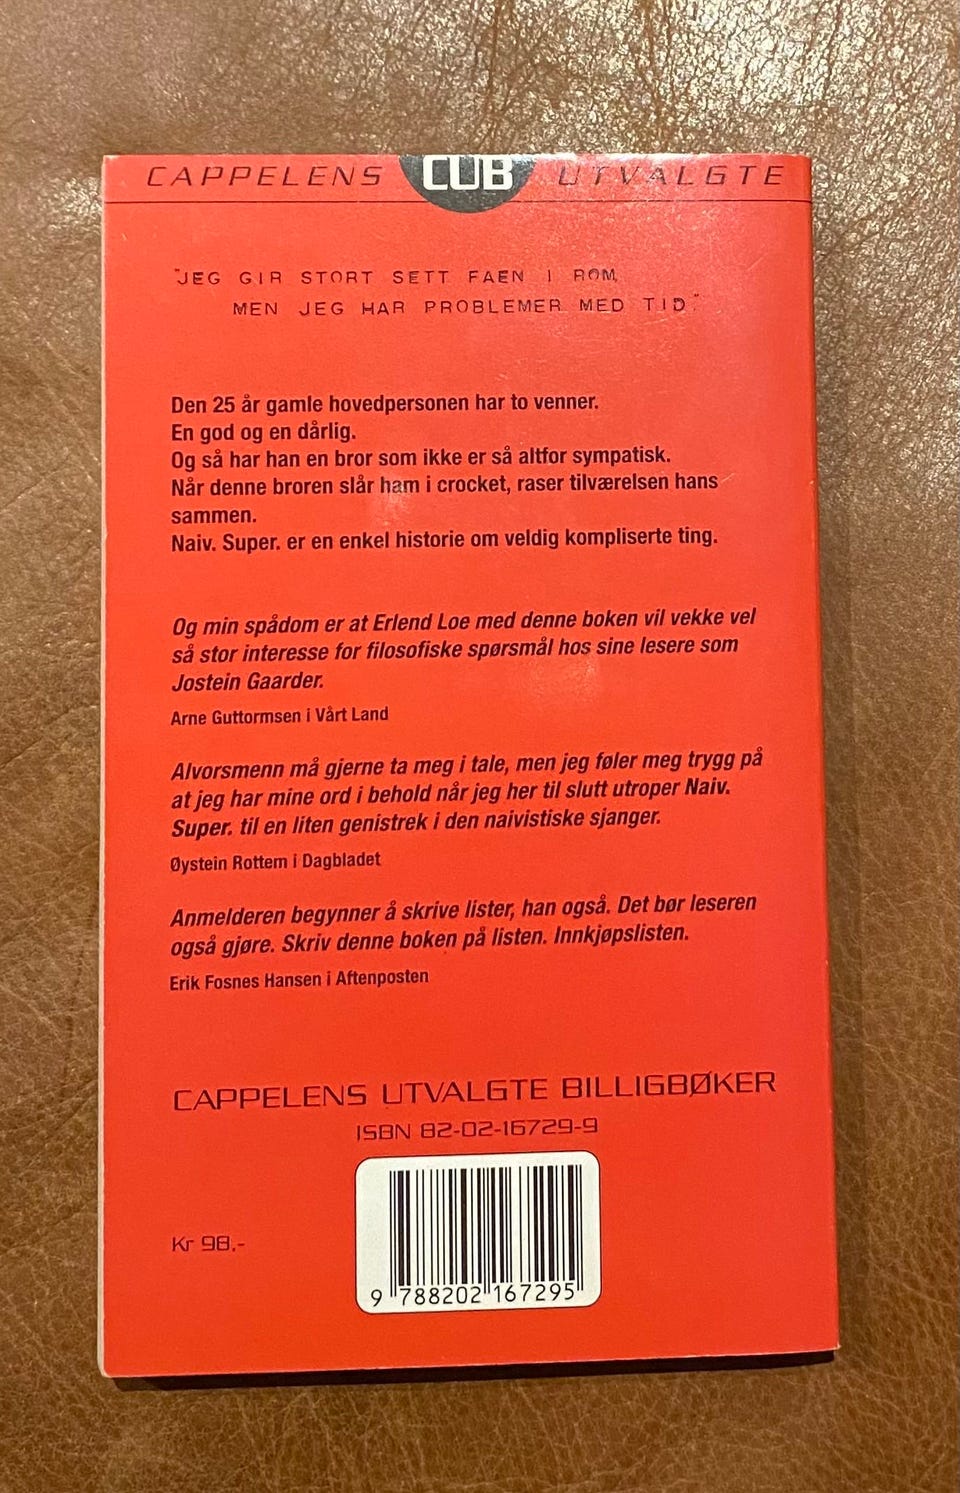 CAPPELENS CUB UTVALGTE
"JEG GIR STORT SETT FAEN I ROM,
MEN JEG HAR PROBLEMER MED TID."
Den 25 år gamle hovedpersonen har to venner.
En god og en dårlig.
Og så har han en bror som ikke er så altfor sympatisk.
Når denne broren slår ham i crocket, raser tilværelsen hans
sammen.
Naiv. Super. er en enkel historie om veldig kompliserte ting.
Og min spådom er at Erlend Loe med denne boken vil vekke vel
så stor interesse for filosofiske spørsmål hos sine lesere som
Jostein Gaarder.
Arne Guttormsen i Vårt Land
Alvorsmenn må gjerne ta meg i tale, men jeg føler meg trygg på
at jeg har mine ord i behold når jeg her til slutt utroper Naiv.
Super. til en liten genistrek i den naivistiske sjanger.
Øystein Rottem i Dagbladet
Anmelderen begynner å skrive lister, han også. Det bør leseren
også gjøre. Skriv denne boken på listen. Innkjøpslisten.
Erik Fosnes Hansen i Aftenposten
CAPPELENS UTVALGTE BILLIGBØKER
ISBN 82-02-16729-9
Kr 98,-
9 788202 167295